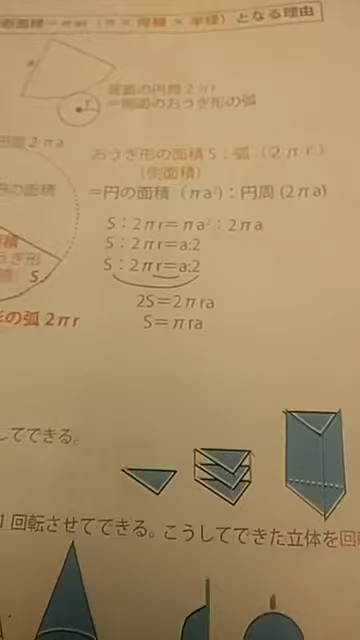 (π × 母線 × 半径) となる理由
底面の円周 2πr
r
=側面のおうぎ形の弧
円周 2πa
おうぎ形の面積 S:弧 (2πr)
(側面積)
の面積
=円の面積 (πa²):円周 (2πa)
S:2πr=πa²:2πa
S:2πr=a:2
S:2πr=a:2
S
2S=2πra
の弧 2πr
S=πra
してできる。
1回転させてできる。こうしてできた立体を回